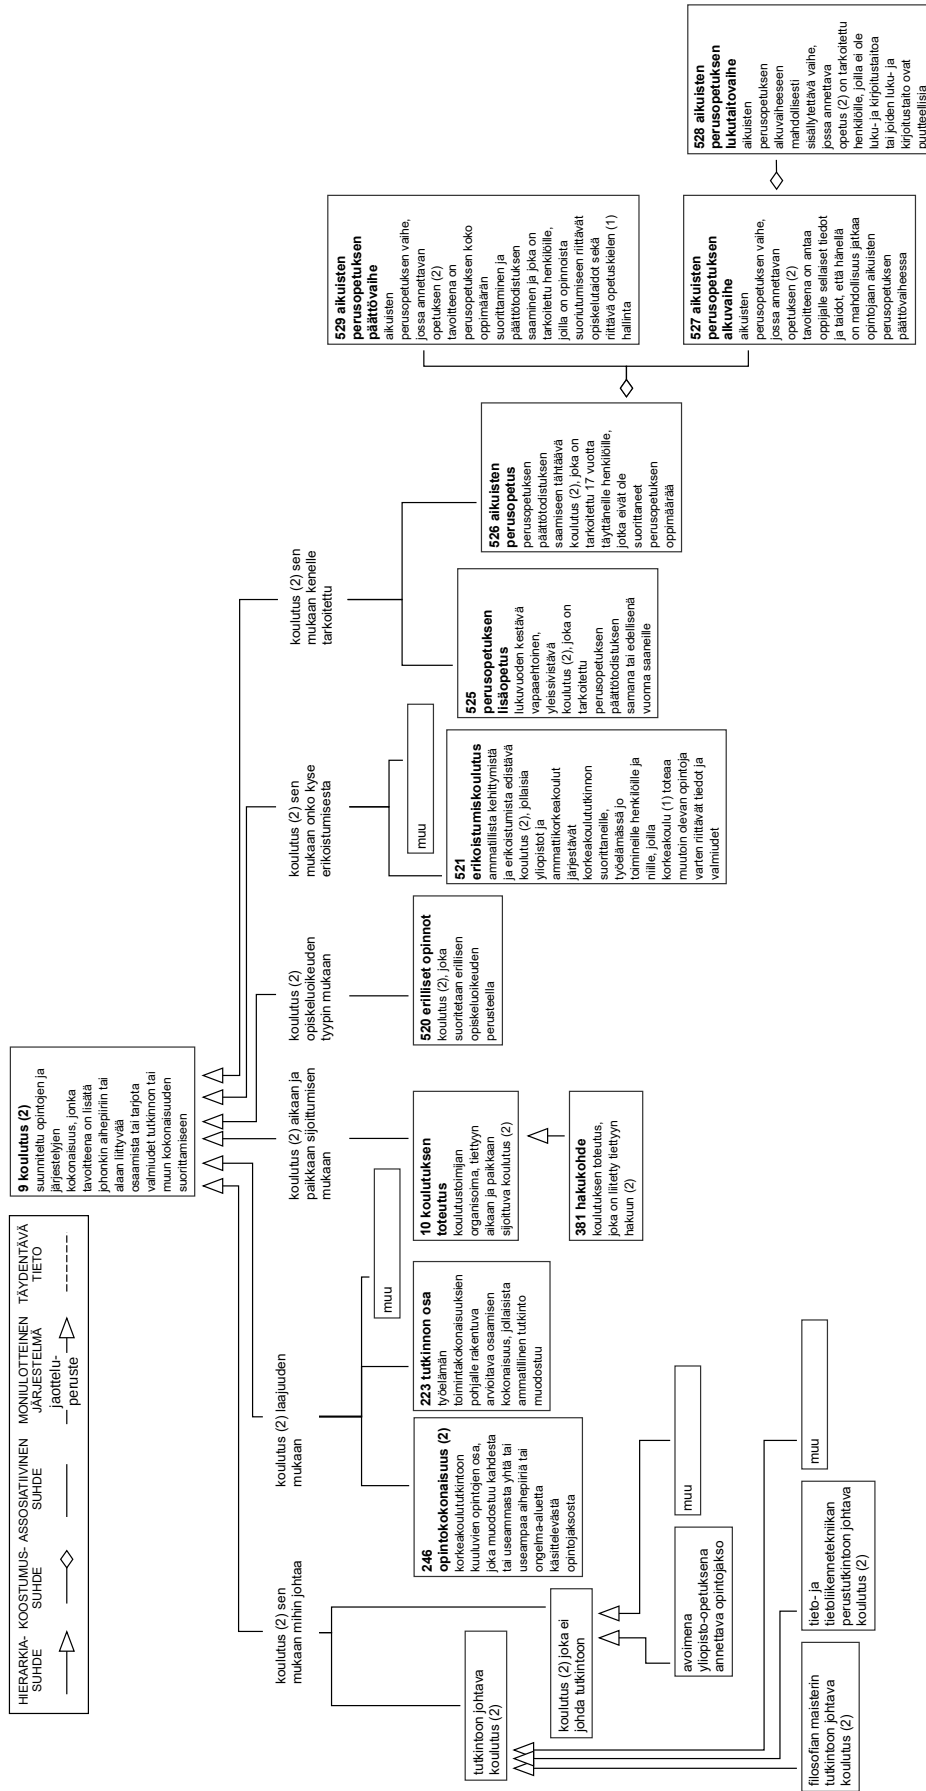 HIERARKIA-
SUHDE
KOOSTUMUS-
SUHDE
ASSOSIATIIVINEN
SUHDE
MONIULOTTEINEN
JÄRJESTELMÄ
jaottelu-
peruste
TÄYDENTÄVÄ
TIETO
9 koulutus (2)
suunniteltu opintojen ja
järjestelyjen
kokonaisuus, jonka
tavoitteena on lisätä
johonkin aihepiiriin tai
alaan liittyvää
osaamista tai tarjota
valmiudet tutkinnon tai
muun kokonaisuuden
suorittamiseen
koulutus (2) sen
mukaan mihin johtaa
koulutus (2) laajuuden
mukaan
koulutus (2) aikaan ja
paikkaan sijoittumisen
mukaan
koulutus (2)
opiskeluoikeuden
tyypin mukaan
koulutus (2) sen
mukaan onko kyse
erikoistumisesta
koulutus (2) sen
mukaan kenelle
tarkoitettu
tutkintoon johtava
koulutus (2)
koulutus (2) joka ei
johda tutkintoon
filosofian maisterin
tutkintoon johtava
koulutus (2)
tieto- ja
tietoliikennetekniikan
perustutkintoon johtava
koulutus (2)
muu
avoimena
yliopisto-opetuksena
annettava opintojakso
muu
246
opintokokonaisuus (2)
korkeakoulututkintoon
kuuluvien opintojen osa,
joka muodostuu kahdesta
tai useammasta yhtä tai
useampaa aihepiiriä tai
ongelma-aluetta
käsittelevästä
opintojaksosta
223 tutkinnon osa
työelämän
toimintakokonaisuuksien
pohjalle rakentuva
arvioitava osaamisen
kokonaisuus, jollaisista
ammatillinen tutkinto
muodostuu
muu
10 koulutuksen
toteutus
koulutustoimijan
organisoima, tiettyyn
aikaan ja paikkaan
sijoittuva koulutus (2)
381 hakukohde
koulutuksen toteutus,
joka on liitetty tiettyyn
hakuun (2)
520 erilliset opinnot
koulutus (2), joka
suoritetaan erillisen
opiskeluoikeuden
perusteella
521
erikoistumiskoulutus
ammatillista kehittymistä
ja erikoistumista edistävä
koulutus (2), jollaisia
yliopistot ja
ammattikorkeakoulut
järjestävät
korkeakoulututkinnon
suorittaneille,
työelämässä jo
toimineille henkilöille ja
niille, joilla
korkeakoulu (1) toteaa
muutoin olevan opintoja
varten riittävät tiedot ja
valmiudet
muu
525
perusopetuksen
lisäopetus
lukuvuoden kestävä
vapaaehtoinen,
yleissivistävä
koulutus (2), joka on
tarkoitettu
perusopetuksen
päättötodistuksen
samana tai edellisenä
vuonna saaneille
526 aikuisten
perusopetus
perusopetuksen
päättötodistuksen
saamiseen tähtäävä
koulutus (2), joka on
tarkoitettu 17 vuotta
täyttäneille henkilöille,
jotka eivät ole
suorittaneet
perusopetuksen
oppimäärää
529 aikuisten
perusopetuksen
päättövaihe
aikuisten
perusopetuksen vaihe,
jossa annettavan
opetuksen (2)
tavoitteena on
perusopetuksen koko
oppimäärän
suorittaminen ja
päättötodistuksen
saaminen ja joka on
tarkoitettu henkilöille,
joilla on opinnoista
suoriutumiseen riittävät
opiskelutaidot sekä
riittävä opetuskielen (1)
hallinta
527 aikuisten
perusopetuksen
alkuvaihe
aikuisten
perusopetuksen vaihe,
jossa annettavan
opetuksen (2)
tavoitteena on antaa
oppijalle sellaiset tiedot
ja taidot, että hänellä
on mahdollisuus jatkaa
opintojaan aikuisten
perusopetuksen
päättövaiheessa
528 aikuisten
perusopetuksen
lukutaitovaihe
aikuisten
perusopetuksen
alkuvaiheeseen
mahdollisesti
sisällytettävä vaihe,
jossa annettava
opetus (2) on tarkoitettu
henkilöille, joilla ei ole
luku- ja kirjoitustaitoa
tai joiden luku- ja
kirjoitustaito ovat
puutteellisia